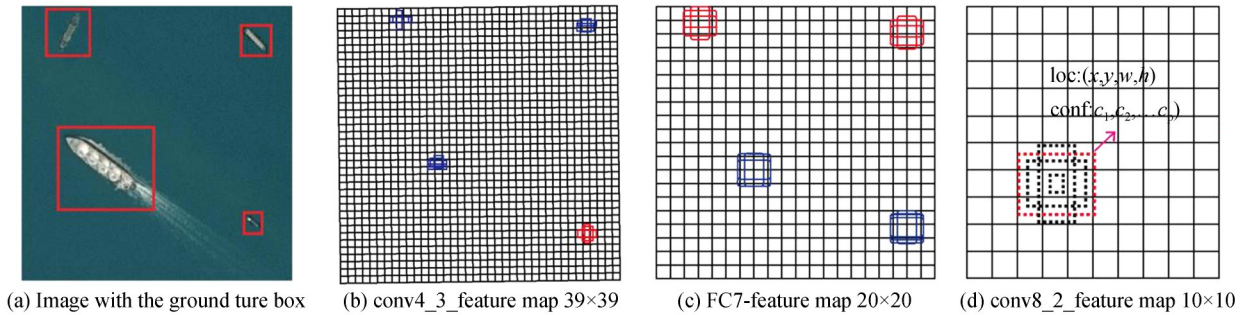 loc:(x,y,w,h)
conf:c₁,c₂,…cₚ)
(a) Image with the ground ture box
(b) conv4_3_feature map 39×39
(c) FC7-feature map 20×20
(d) conv8_2_feature map 10×10